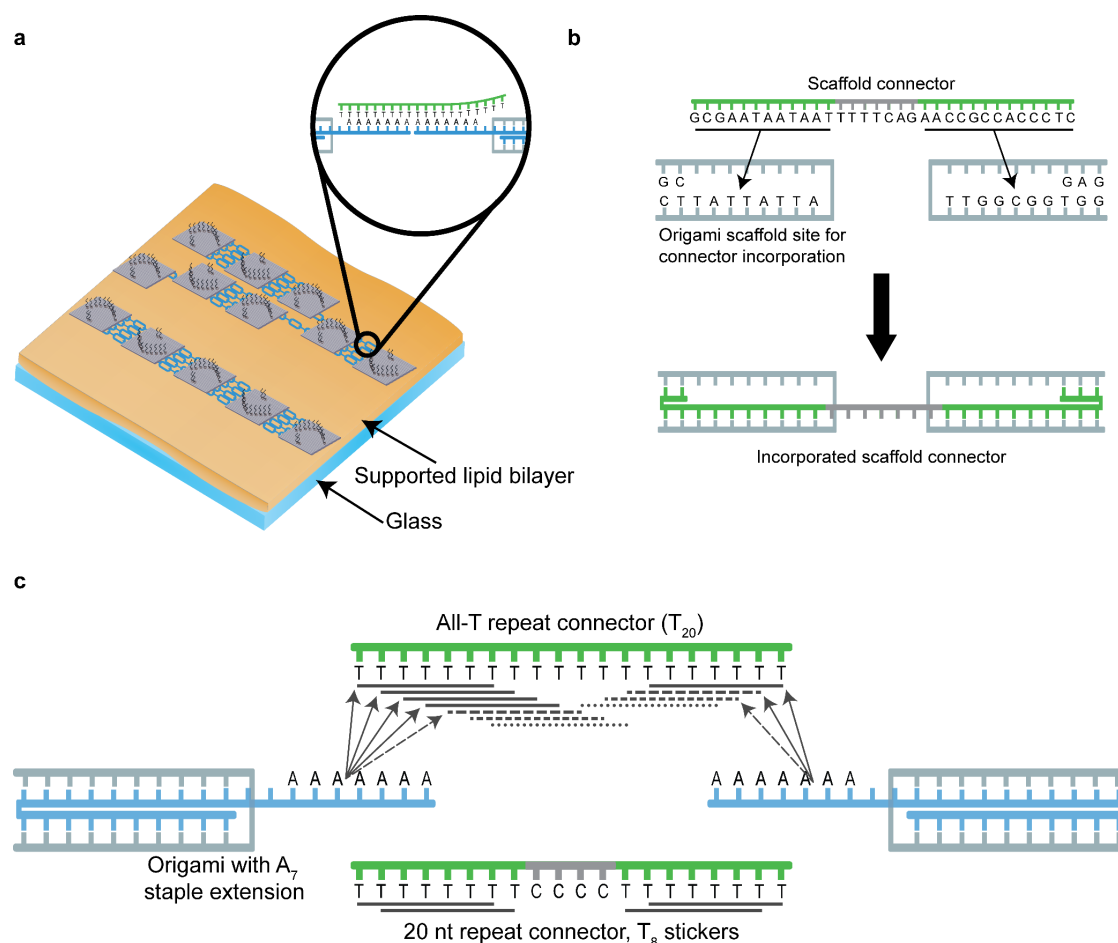 a
Supported lipid bilayer
Glass
b
Scaffold connector
GCGAATAATAATTTTTCAGAACCGCCACCCTC
G C
C T T A T T A T T A
G A G
T T G G C G G T G G
Origami scaffold site for
connector incorporation
Incorporated scaffold connector
c
All-T repeat connector (T20)
T T T T T T T T T T T T T T T T T T T T
A A A A A A A
A A A A A A A
Origami with A7
staple extension
T T T T T T T T C C C C T T T T T T T T
20 nt repeat connector, T8 stickers